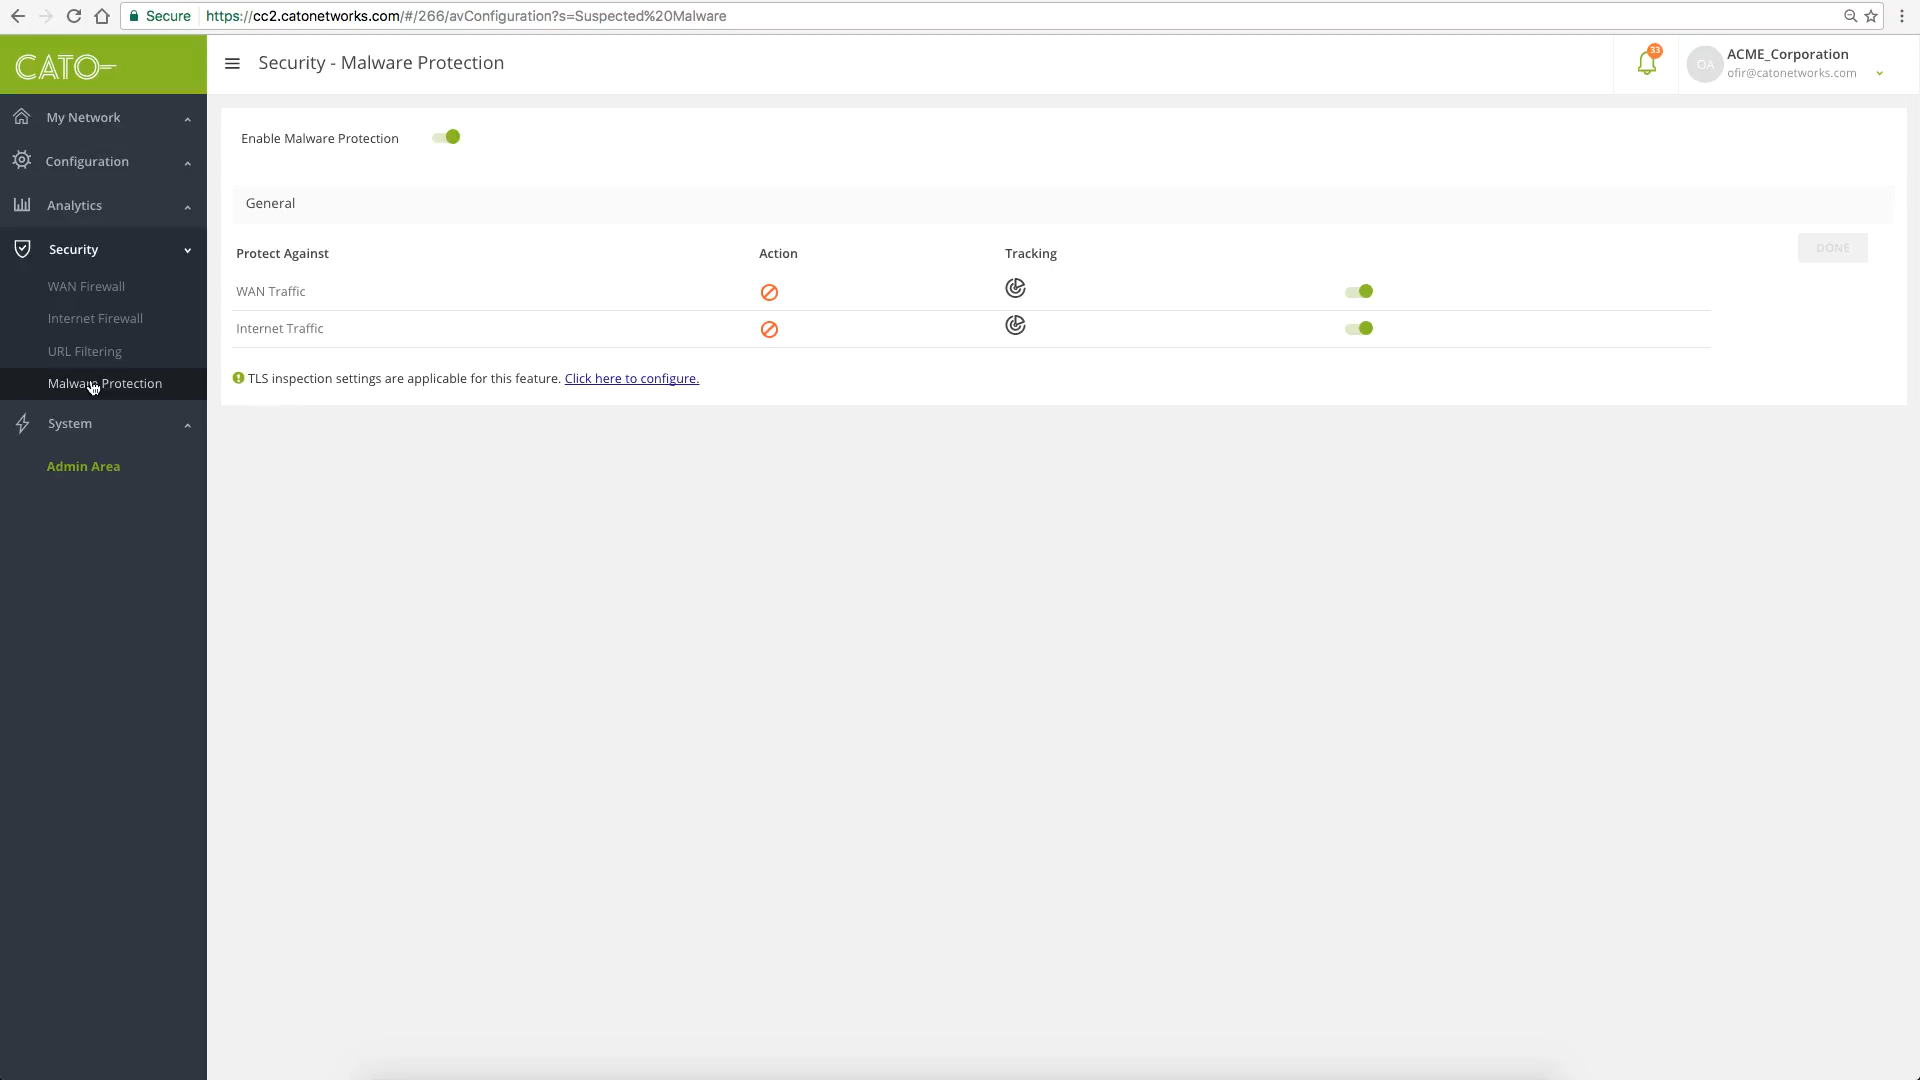 Secure https://cc2.catonetworks.com/#/266/avConfiguration?s=Suspected%20Malware
CATO
Security - Malware Protection
33
OA
ACME_Corporation
ofir@catonetworks.com
My Network
Configuration
Analytics
Security
WAN Firewall
Internet Firewall
URL Filtering
Malware Protection
System
Admin Area
Enable Malware Protection
General
Protect Against Action Tracking
DONE
WAN Traffic
Internet Traffic
TLS inspection settings are applicable for this feature. Click here to configure.